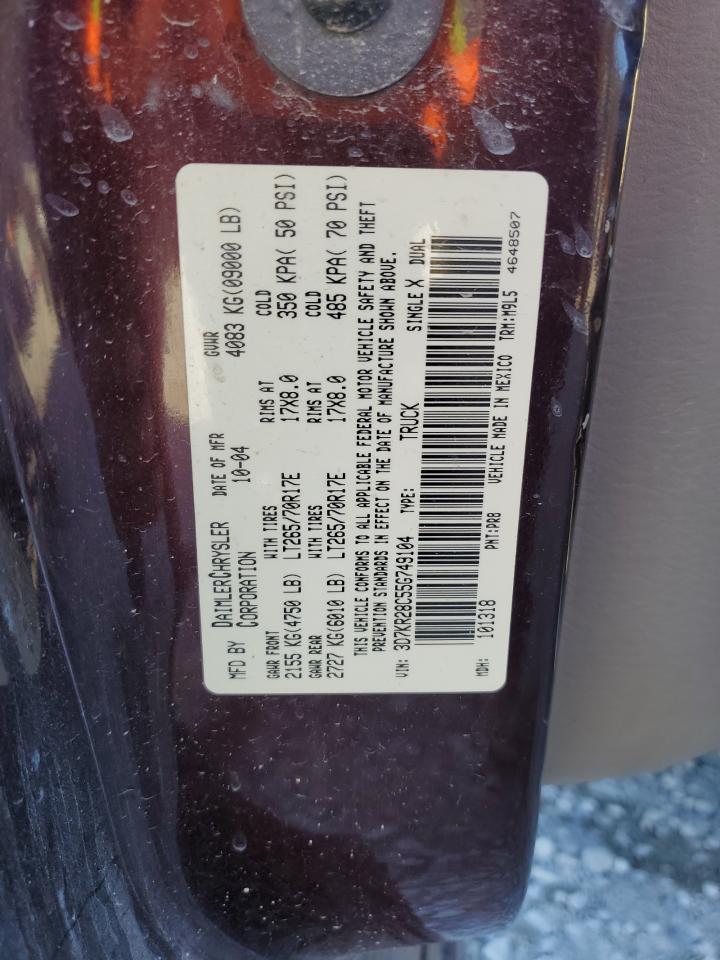 MFD BY DAIMLERCHRYSLER CORPORATION DATE OF MFR 10-04 GVWR 4083 KG(09000 LB)
GAWR FRONT WITH TIRES RIMS AT COLD
2155 KG(4750 LB) LT265/70R17E 17X8.0 350 KPA( 50 PSI)
GAWR REAR WITH TIRES RIMS AT COLD
2727 KG(6010 LB) LT265/70R17E 17X8.0 485 KPA( 70 PSI)
THIS VEHICLE CONFORMS TO ALL APPLICABLE FEDERAL MOTOR VEHICLE SAFETY AND THEFT
PREVENTION STANDARDS IN EFFECT ON THE DATE OF MANUFACTURE SHOWN ABOVE.
VIN: 3D7KR28C55G749104 TYPE: TRUCK SINGLE X DUAL
MDH: 101318 PNT:PR8 VEHICLE MADE IN MEXICO TRM:M9L5 4648507